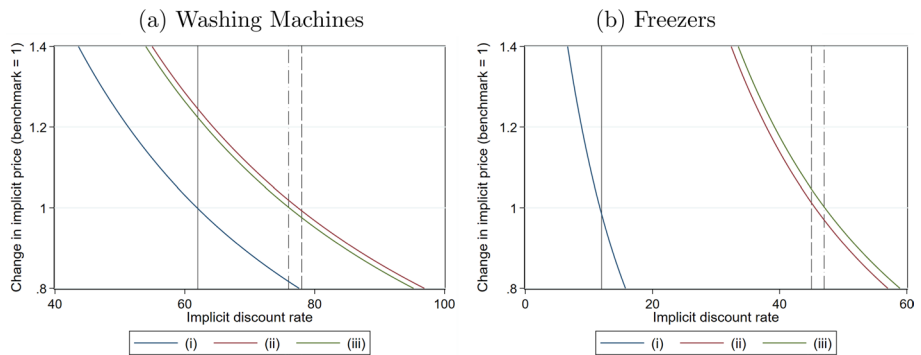 (a) Washing Machines
Change in implicit price (benchmark = 1)
1.4
1.2
1
.8
40 60 80 100
Implicit discount rate
(i) (ii) (iii)
(b) Freezers
Change in implicit price (benchmark = 1)
1.4
1.2
1
.8
0 20 40 60
Implicit discount rate
(i) (ii) (iii)